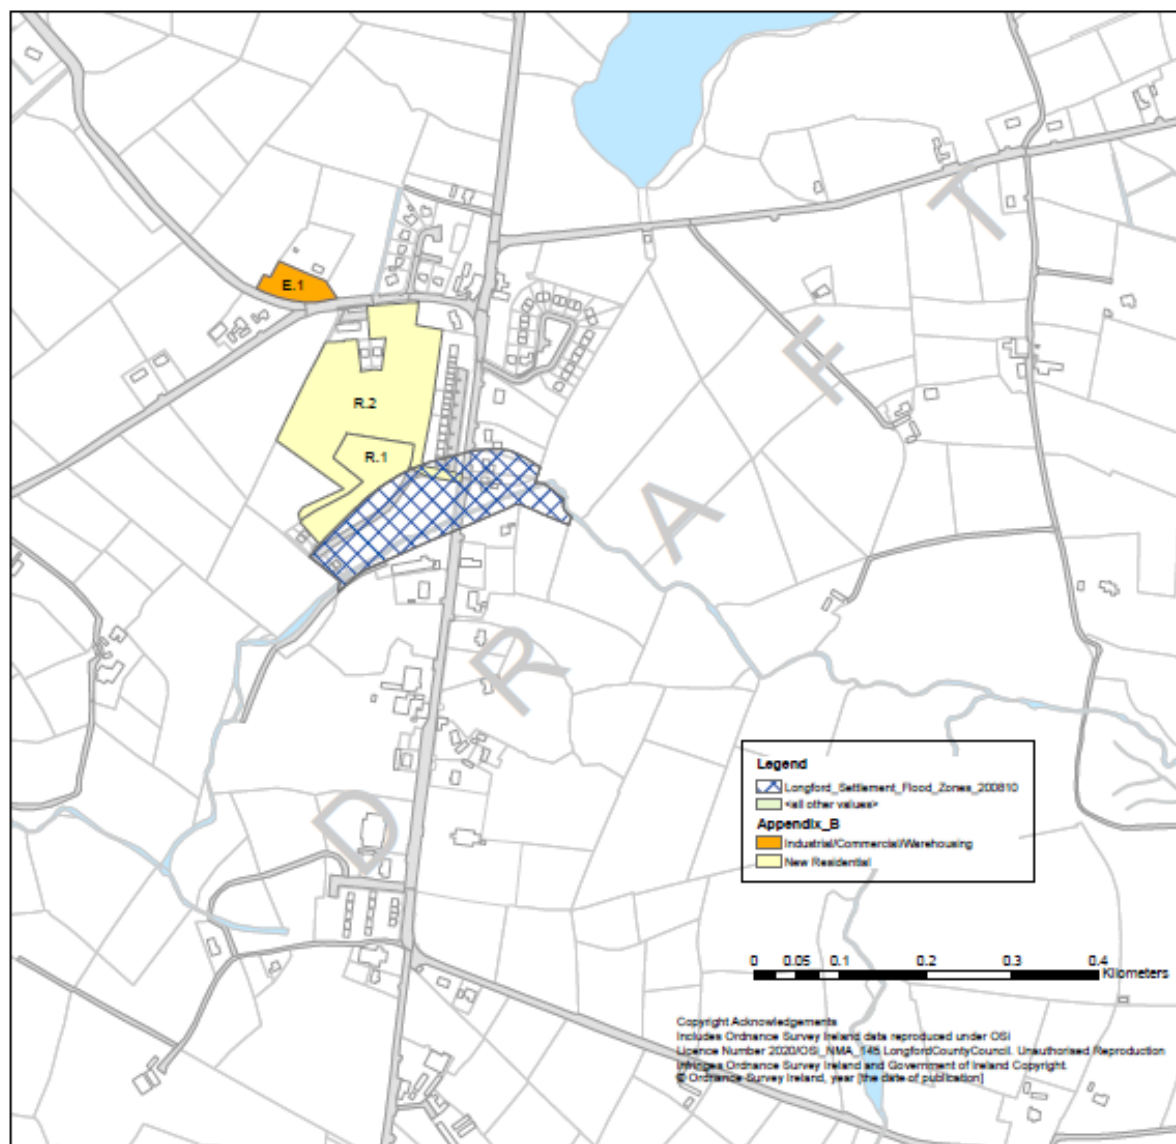 E.1
R.2
R.1
DRAFT
Legend
Longford_Settlement_Flood_Zones_200810
<all other values>
Appendix_B
Industrial/Commercial/Warehousing
New Residential
0 0.05 0.1 0.2 0.3 0.4
Kilometers
Copyright Acknowledgements
Includes Ordnance Survey Ireland data reproduced under OSi
Licence Number 2020/OSi_NMA_145 LongfordCountyCouncil. Unauthorised Reproduction
Infringes Ordnance Survey Ireland and Government of Ireland Copyright.
© Ordnance Survey Ireland, year [the date of publication]